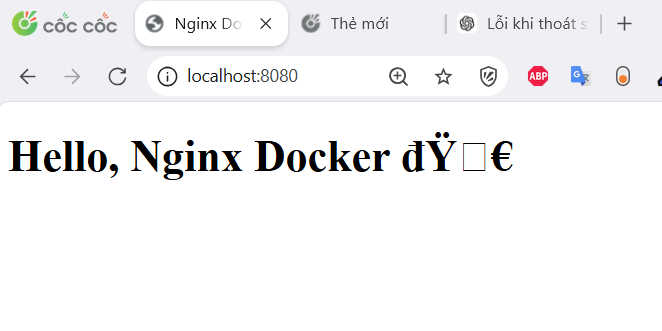 cốc cốc Nginx Do Thẻ mới Lỗi khi thoát s
localhost:8080 ABP
Hello, Nginx Docker đŸ□€